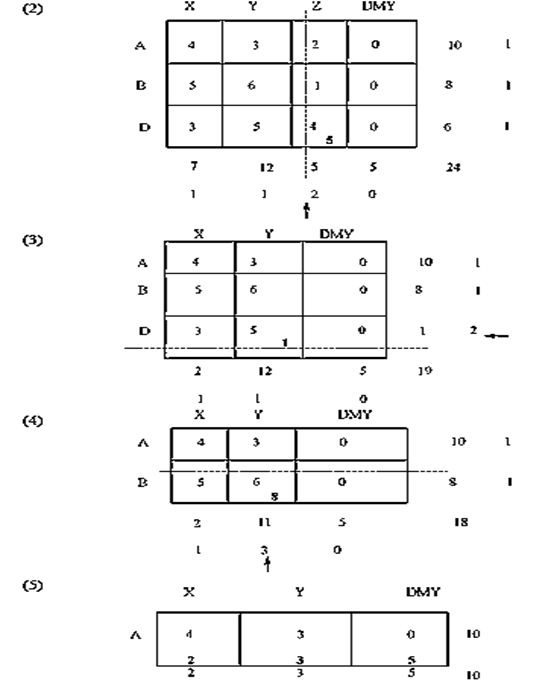 (2)
X Y Z DMY
A 4 3 2 0 10 1
B 5 6 1 0 8 1
D 3 5 4 0 6 1
5
7 12 5 5 24
1 1 2 0
(3)
X Y DMY
A 4 3 0 10 1
B 5 6 0 8 1
D 3 5 0 1 2
1
2 12 5 19
1 1 0
(4)
X Y DMY
A 4 3 0 10 1
B 5 6 0 8 1
8
2 11 5 18
1 3 0
(5)
X Y DMY
A 4 3 0 10
2 3 5
2 3 5 10